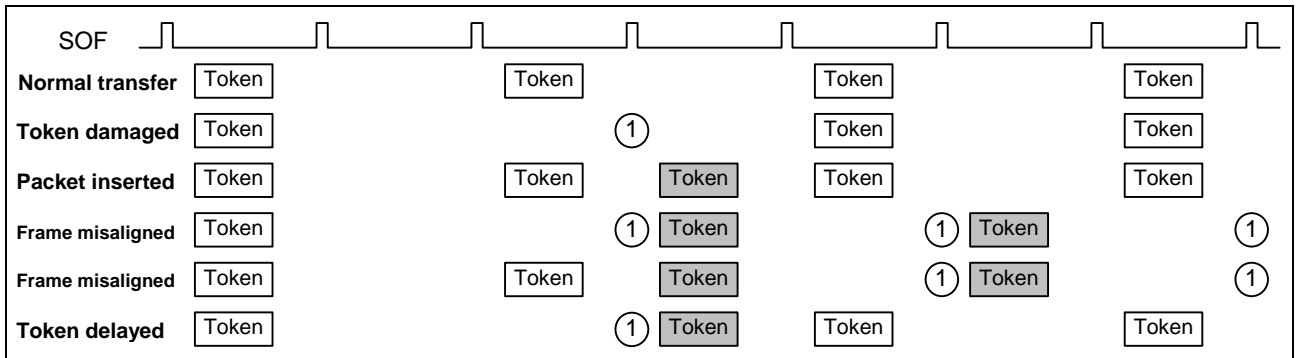 SOF
Normal transfer Token Token Token Token
Token damaged Token 1 Token Token
Packet inserted Token Token Token Token Token
Frame misaligned Token 1 Token 1 Token 1
Frame misaligned Token Token Token 1 Token 1
Token delayed Token 1 Token Token Token